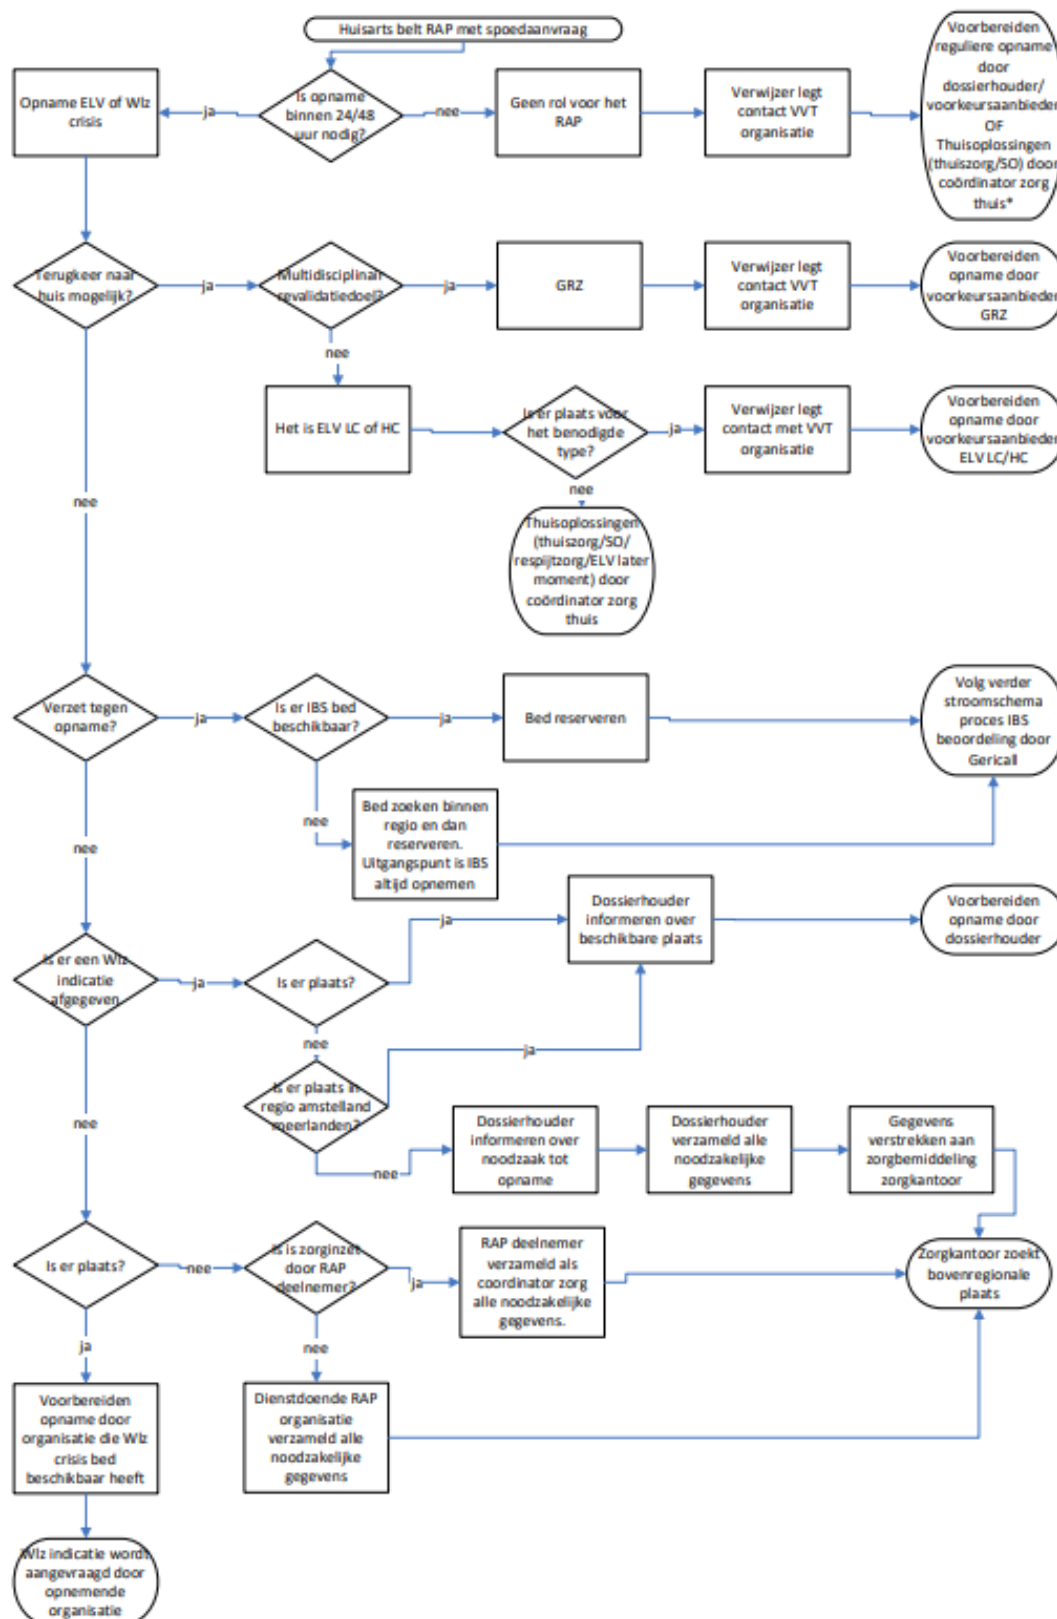 Huisarts belt RAP met spoedaanvraag
Opname ELV of Wlz
crisis
ja
Is opname
binnen 24/48
uur nodig?
nee
Geen rol voor het
RAP
Verwijzer legt
contact VVT
organisatie
Voorbereiden
reguliere opname
door
dossierhouder/
voorkeursaanbieder
OF
Thuisoplossingen
(thuiszorg/SO) door
coördinator zorg
thuis*
Terugkeer naar
huis mogelijk?
ja
Multidisciplinair
revalidatiedoel?
ja
GRZ
Verwijzer legt
contact VVT
organisatie
Voorbereiden
opname door
voorkeursaanbieder
GRZ
nee
Het is ELV LC of HC
Is er plaats voor
het benodigde
type?
ja
Verwijzer legt
contact met VVT
organisatie
Voorbereiden
opname door
voorkeursaanbieder
ELV LC/HC
nee
nee
Thuisoplossingen
(thuiszorg/SO/
respijtzorg/ELV later
moment) door
coördinator zorg
thuis
Verzet tegen
opname?
ja
Is er IBS bed
beschikbaar?
ja
Bed reserveren
Volg verder
stroomschema
proces IBS
beoordeling door
Gericall
nee
Bed zoeken binnen
regio en dan
reserveren.
Uitgangspunt is IBS
altijd opnemen
nee
Is er een Wlz
indicatie
afgegeven
ja
Is er plaats?
ja
Dossierhouder
informeren over
beschikbare plaats
Voorbereiden
opname door
dossierhouder
nee
Is er plaats in
regio amstelland
meerlanden?
ja
nee
nee
Dossierhouder
informeren over
noodzaak tot
opname
Dossierhouder
verzameld alle
noodzakelijke
gegevens
Gegevens
verstrekken aan
zorgbemiddeling
zorgkantoor
Is er plaats?
nee
Is is zorginzet
door RAP
deelnemer?
ja
RAP deelnemer
verzameld als
coordinator zorg
alle noodzakelijke
gegevens.
Zorgkantoor zoekt
bovenregionale
plaats
ja
nee
Voorbereiden
opname door
organisatie die Wlz
crisis bed
beschikbaar heeft
Dienstdoende RAP
organisatie
verzameld alle
noodzakelijke
gegevens
Wlz indicatie wordt
aangevraagd door
opnemende
organisatie